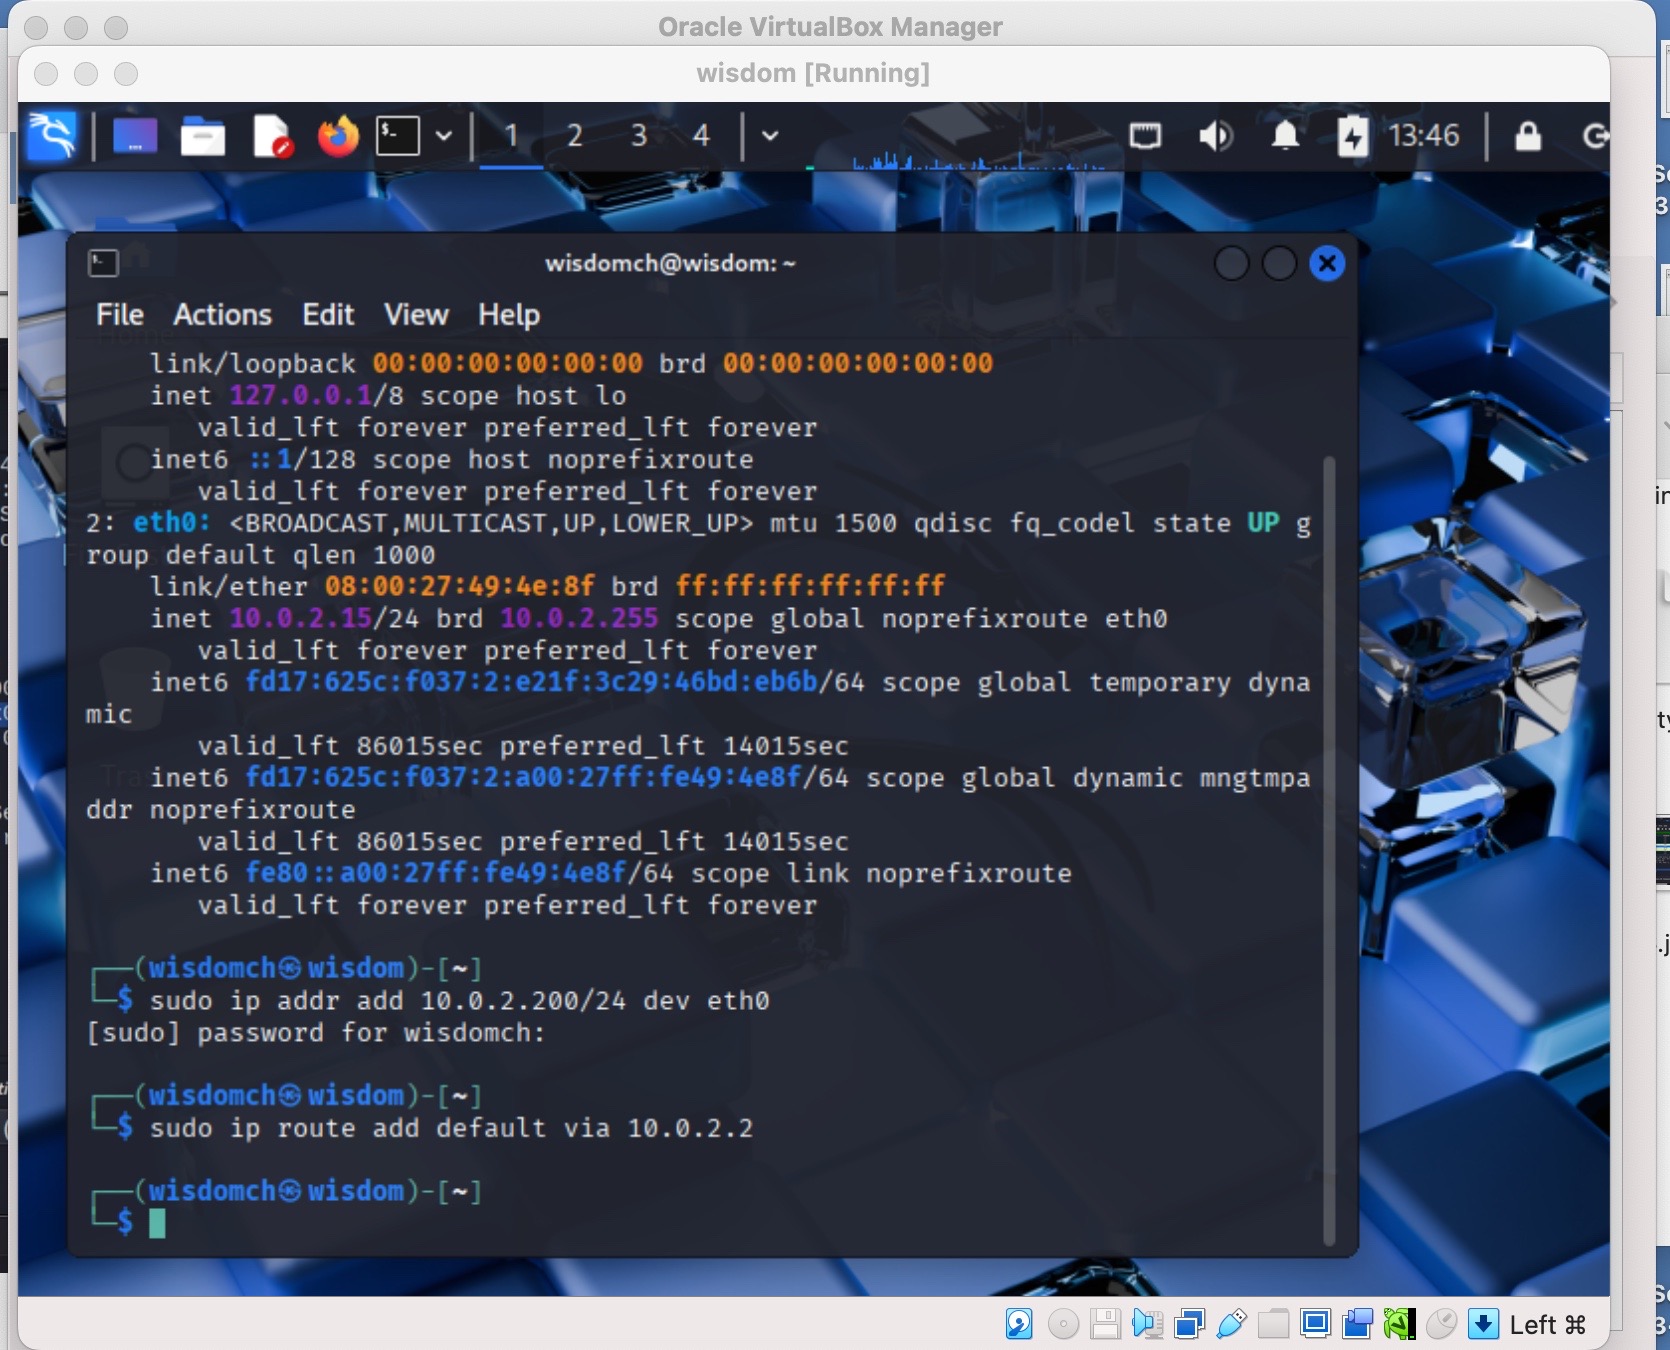 Oracle VirtualBox Manager
wisdom [Running]
1 2 3 4 13:46
wisdomch@wisdom: ~
File Actions Edit View Help
link/loopback 00:00:00:00:00:00 brd 00:00:00:00:00:00
inet 127.0.0.1/8 scope host lo
valid_lft forever preferred_lft forever
inet6 ::1/128 scope host noprefixroute
valid_lft forever preferred_lft forever
2: eth0: <BROADCAST,MULTICAST,UP,LOWER_UP> mtu 1500 qdisc fq_codel state UP g
roup default qlen 1000
link/ether 08:00:27:49:4e:8f brd ff:ff:ff:ff:ff:ff
inet 10.0.2.15/24 brd 10.0.2.255 scope global noprefixroute eth0
valid_lft forever preferred_lft forever
inet6 fd17:625c:f037:2:e21f:3c29:46bd:eb6b/64 scope global temporary dyna
mic
valid_lft 86015sec preferred_lft 14015sec
inet6 fd17:625c:f037:2:a00:27ff:fe49:4e8f/64 scope global dynamic mngtmpa
ddr noprefixroute
valid_lft 86015sec preferred_lft 14015sec
inet6 fe80::a00:27ff:fe49:4e8f/64 scope link noprefixroute
valid_lft forever preferred_lft forever
┌──(wisdomch㉿wisdom)-[~]
└─$ sudo ip addr add 10.0.2.200/24 dev eth0
[sudo] password for wisdomch:
┌──(wisdomch㉿wisdom)-[~]
└─$ sudo ip route add default via 10.0.2.2
┌──(wisdomch㉿wisdom)-[~]
└─$
Left ⌘